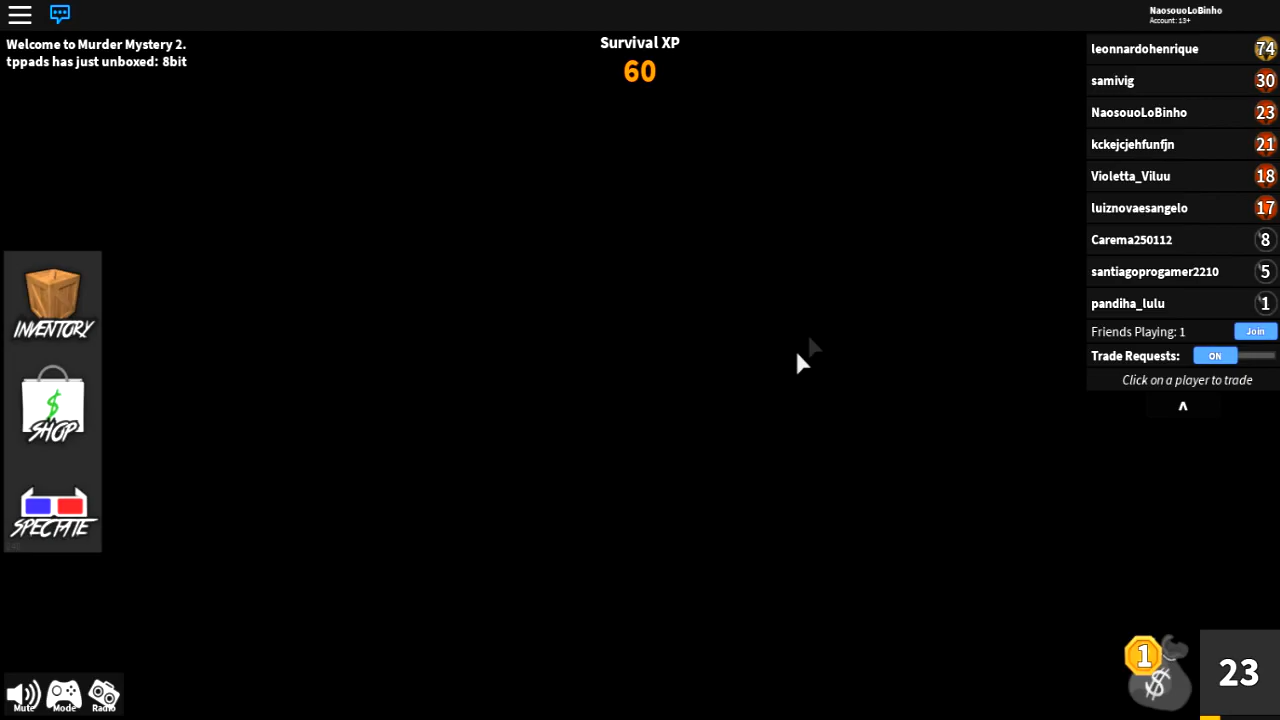 NaosouoLoBinho
Account: 13+
Welcome to Murder Mystery 2.
tppads has just unboxed: 8bit
Survival XP
60
leonnardohenrique 74
samivig 30
NaosouoLoBinho 23
kckejcjehfunfjn 21
Violetta_Viluu 18
luiznovaesangelo 17
Carema250112 8
santiagoprogamer2210 5
pandiha_lulu 1
Friends Playing: 1 Join
Trade Requests: ON
Click on a player to trade
INVENTORY
$
SHOP
SPECTATE
Mute Mode Radio
1
$
23